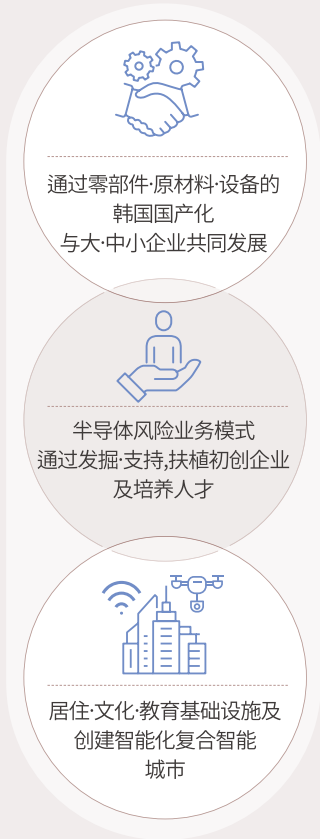 通过零部件·原材料·设备的
韩国国产化
与大·中小企业共同发展
半导体风险业务模式
通过发掘·支持,扶植初创企业
及培养人才
居住·文化·教育基础设施及
创建智能化复合智能
城市